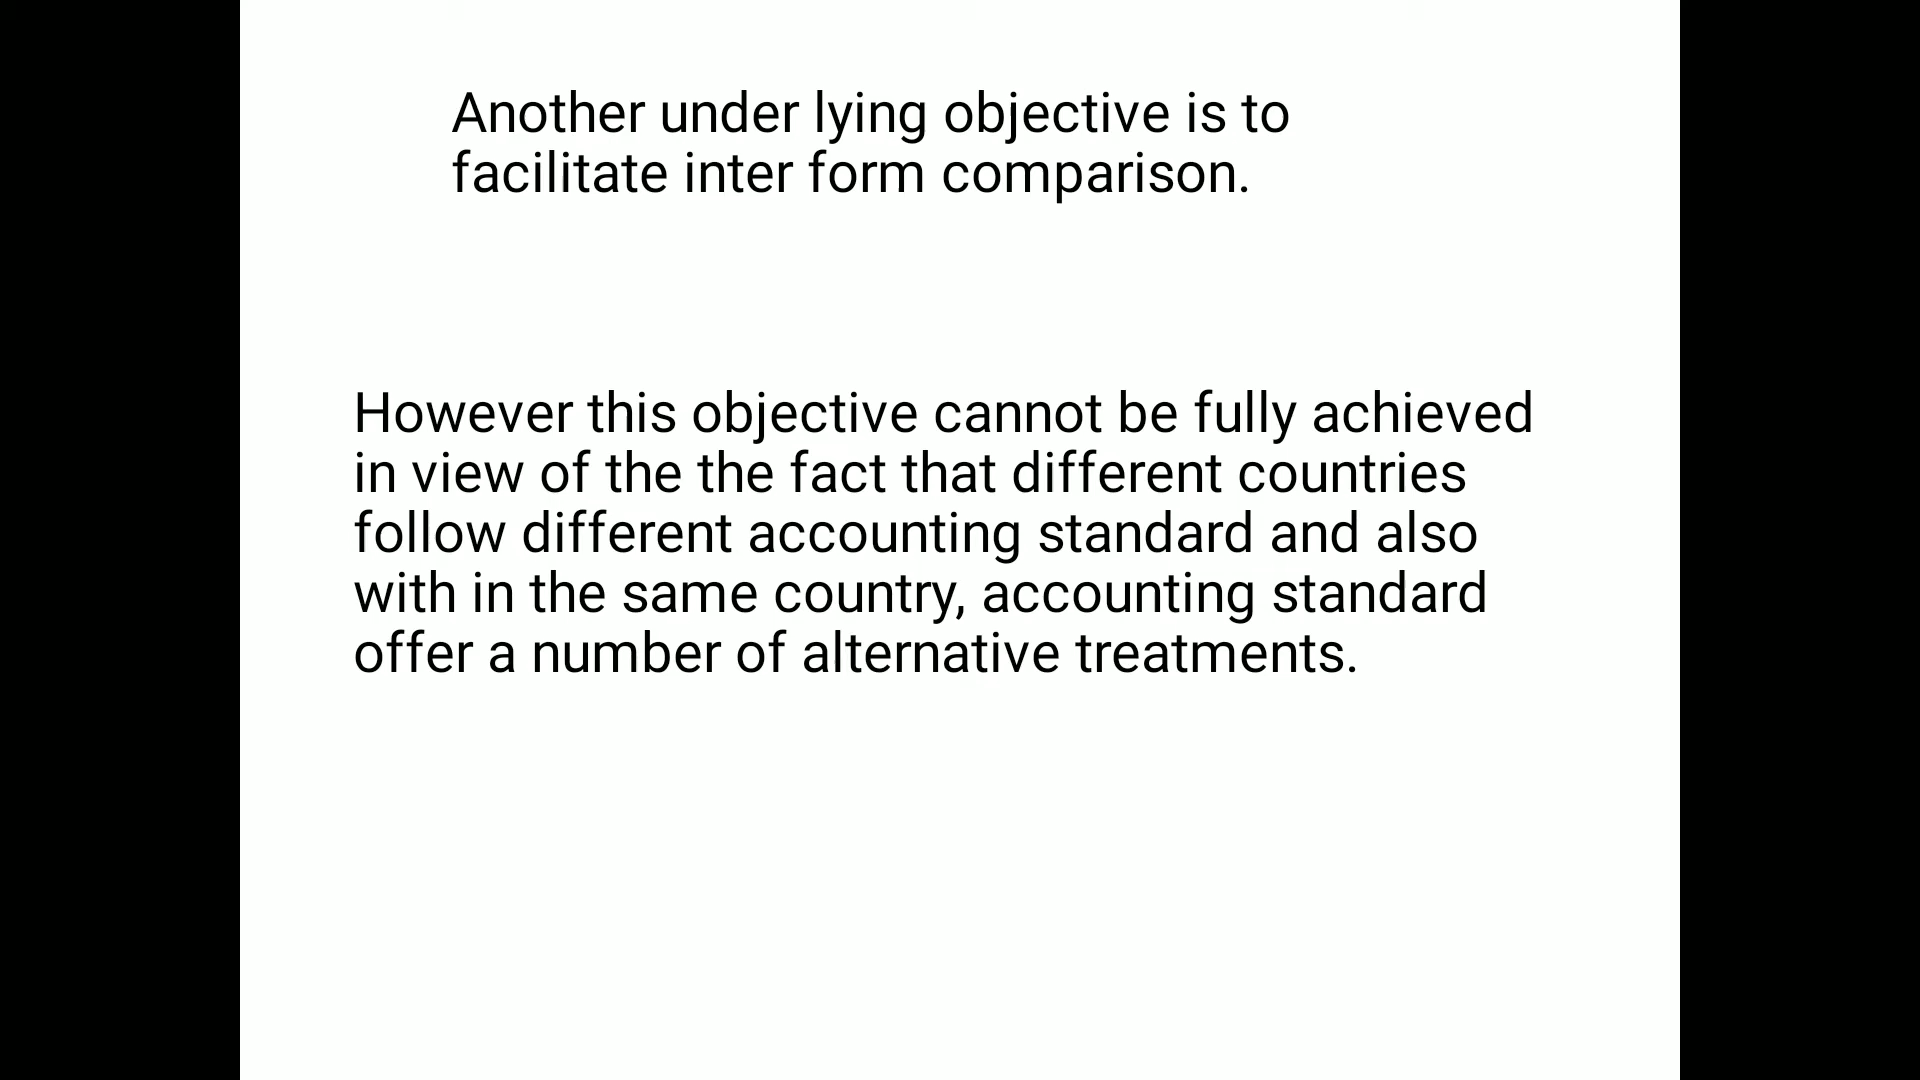 Another under lying objective is to
facilitate inter form comparison.
However this objective cannot be fully achieved
in view of the the fact that different countries
follow different accounting standard and also
with in the same country, accounting standard
offer a number of alternative treatments.